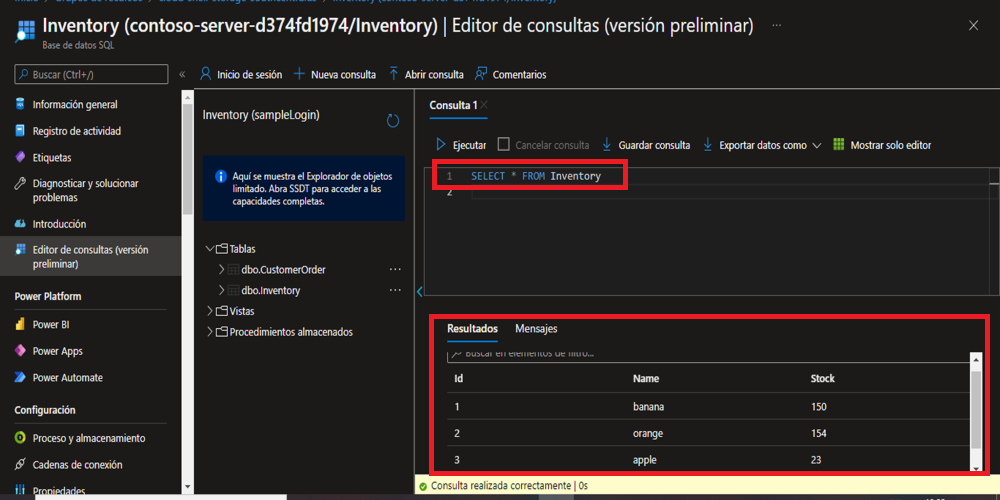 Inventory (contoso-server-d374fd1974/Inventory) | Editor de consultas (versión preliminar) ...
Base de datos SQL
Buscar (Ctrl+/)
«
Inicio de sesión
Nueva consulta
Abrir consulta
Comentarios
Información general
Registro de actividad
Etiquetas
Diagnosticar y solucionar
problemas
Introducción
Editor de consultas (versión
preliminar)
Power Platform
Power BI
Power Apps
Power Automate
Configuración
Proceso y almacenamiento
Cadenas de conexión
Propiedades
Inventory (sampleLogin)
Aquí se muestra el Explorador de objetos
limitado. Abra SSDT para acceder a las
capacidades completas.
Tablas
dbo.CustomerOrder ...
dbo.Inventory ...
Vistas
Procedimientos almacenados
Consulta 1
Ejecutar
Cancelar consulta
Guardar consulta
Exportar datos como
Mostrar solo editor
1 SELECT * FROM Inventory
2
Resultados Mensajes
Buscar en elementos de filtro...
Id Name Stock
1 banana 150
2 orange 154
3 apple 23
Consulta realizada correctamente | 0s